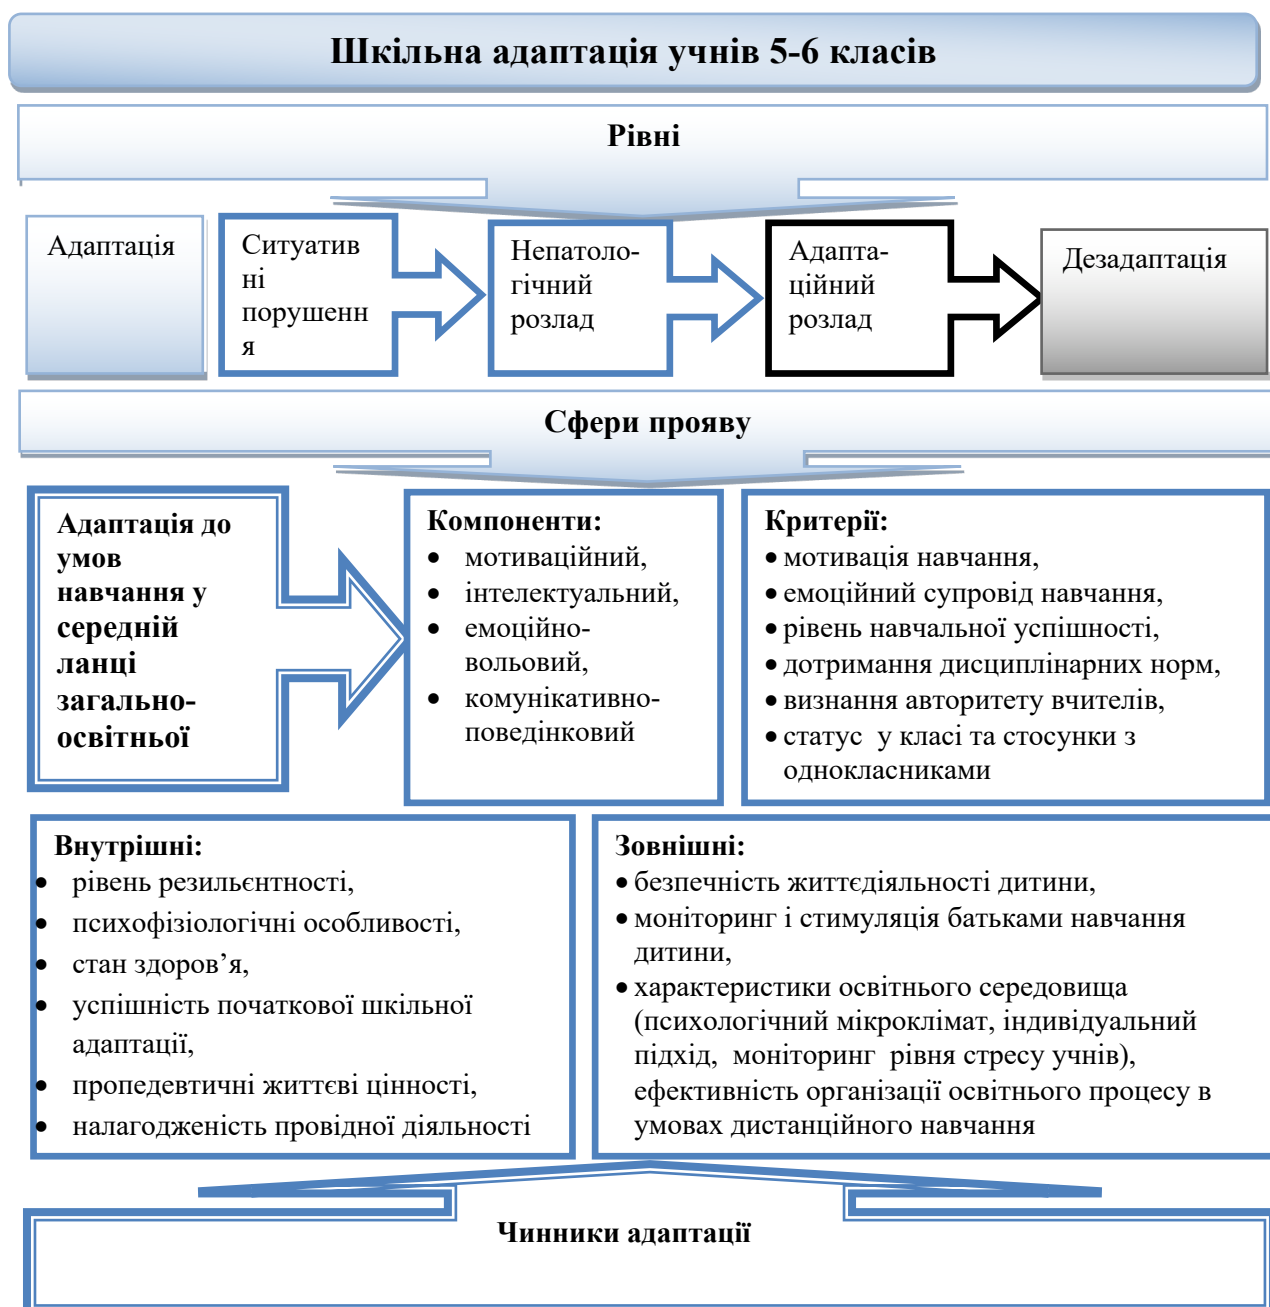 Шкільна адаптація учнів 5-6 класів
Рівні
Адаптація
Ситуатив
ні
порушенн
я
Непатоло-
гічний
розлад
Адапта-
ційний
розлад
Дезадаптація
Сфери прояву
Адаптація до
умов
навчання у
середній
ланці
загально-
освітньої
Компоненти:
• мотиваційний,
• інтелектуальний,
• емоційно-
вольовий,
• комунікативно-
поведінковий
Критерії:
• мотивація навчання,
• емоційний супровід навчання,
• рівень навчальної успішності,
• дотримання дисциплінарних норм,
• визнання авторитету вчителів,
• статус у класі та стосунки з
однокласниками
Внутрішні:
• рівень резильєнтності,
• психофізіологічні особливості,
• стан здоров’я,
• успішність початкової шкільної
адаптації,
• пропедевтичні життєві цінності,
• налагодженість провідної діяльності
Зовнішні:
• безпечність життєдіяльності дитини,
• моніторинг і стимуляція батьками навчання
дитини,
• характеристики освітнього середовища
(психологічний мікроклімат, індивідуальний
підхід, моніторинг рівня стресу учнів),
ефективність організації освітнього процесу в
умовах дистанційного навчання
Чинники адаптації